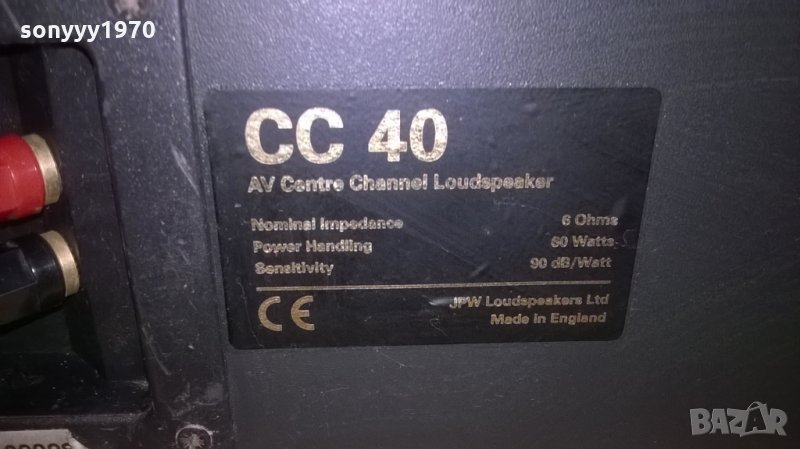 sonyyy1970
CC 40
AV Centre Channel Loudspeaker
Nominal Impedance 6 Ohms
Power Handling 60 Watts
Sensitivity 90 dB/Watt
CE JPW Loudspeakers Ltd
Made in England
BAZAR